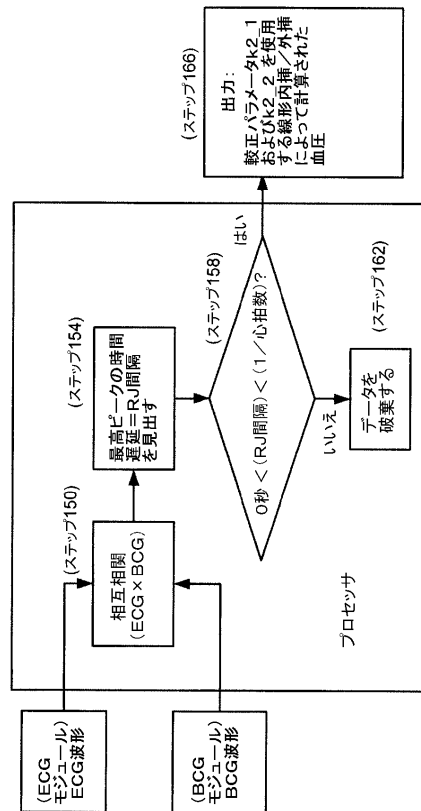 (ECG
モジュール)
ECG波形
(BCG
モジュール)
BCG波形
(ステップ150)
相互相関
(ECG×BCG)
(ステップ154)
最高ピークの時間
遅延=RJ間隔
を見出す
(ステップ158)
0秒<(RJ間隔)<(1/心拍数)?
はい
いいえ
(ステップ162)
データを
破棄する
プロセッサ
(ステップ166)
出力:
較正パラメータk2_1
およびk2_2を使用
する線形内挿/外挿
によって計算された
血圧